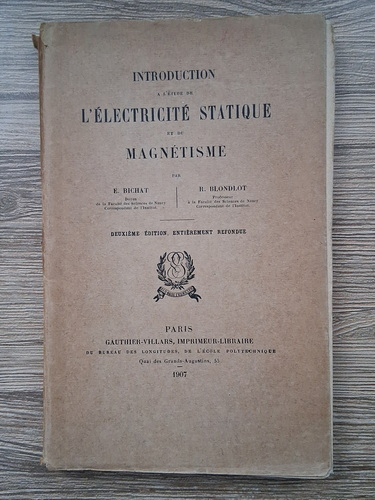 INTRODUCTION
A L'ÉTUDE DE
L'ÉLECTRICITÉ STATIQUE
ET DU
MAGNÉTISME
PAR
E. BICHAT
Doyen
de la Faculté des Sciences de Nancy
Correspondant de l'Institut.
R. BLONDLOT
Professeur
à la Faculté des Sciences de Nancy
Correspondant de l'Institut.
DEUXIÈME ÉDITION, ENTIÈREMENT REFONDUE
PARIS
GAUTHIER-VILLARS, IMPRIMEUR-LIBRAIRE
DU BUREAU DES LONGITUDES, DE L'ÉCOLE POLYTECHNIQUE
Quai des Grands-Augustins, 55.
1907